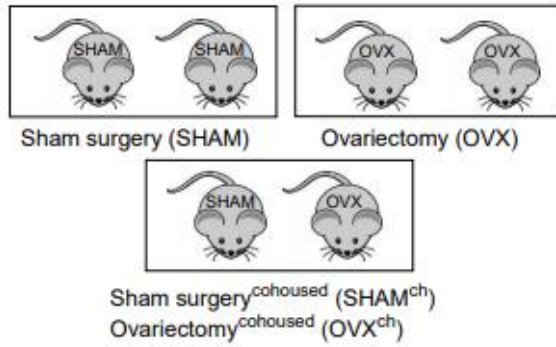 SHAM SHAM OVX OVX
Sham surgery (SHAM) Ovariectomy (OVX)
SHAM OVX
Sham surgery^cohoused (SHAM^ch)
Ovariectomy^cohoused (OVX^ch)